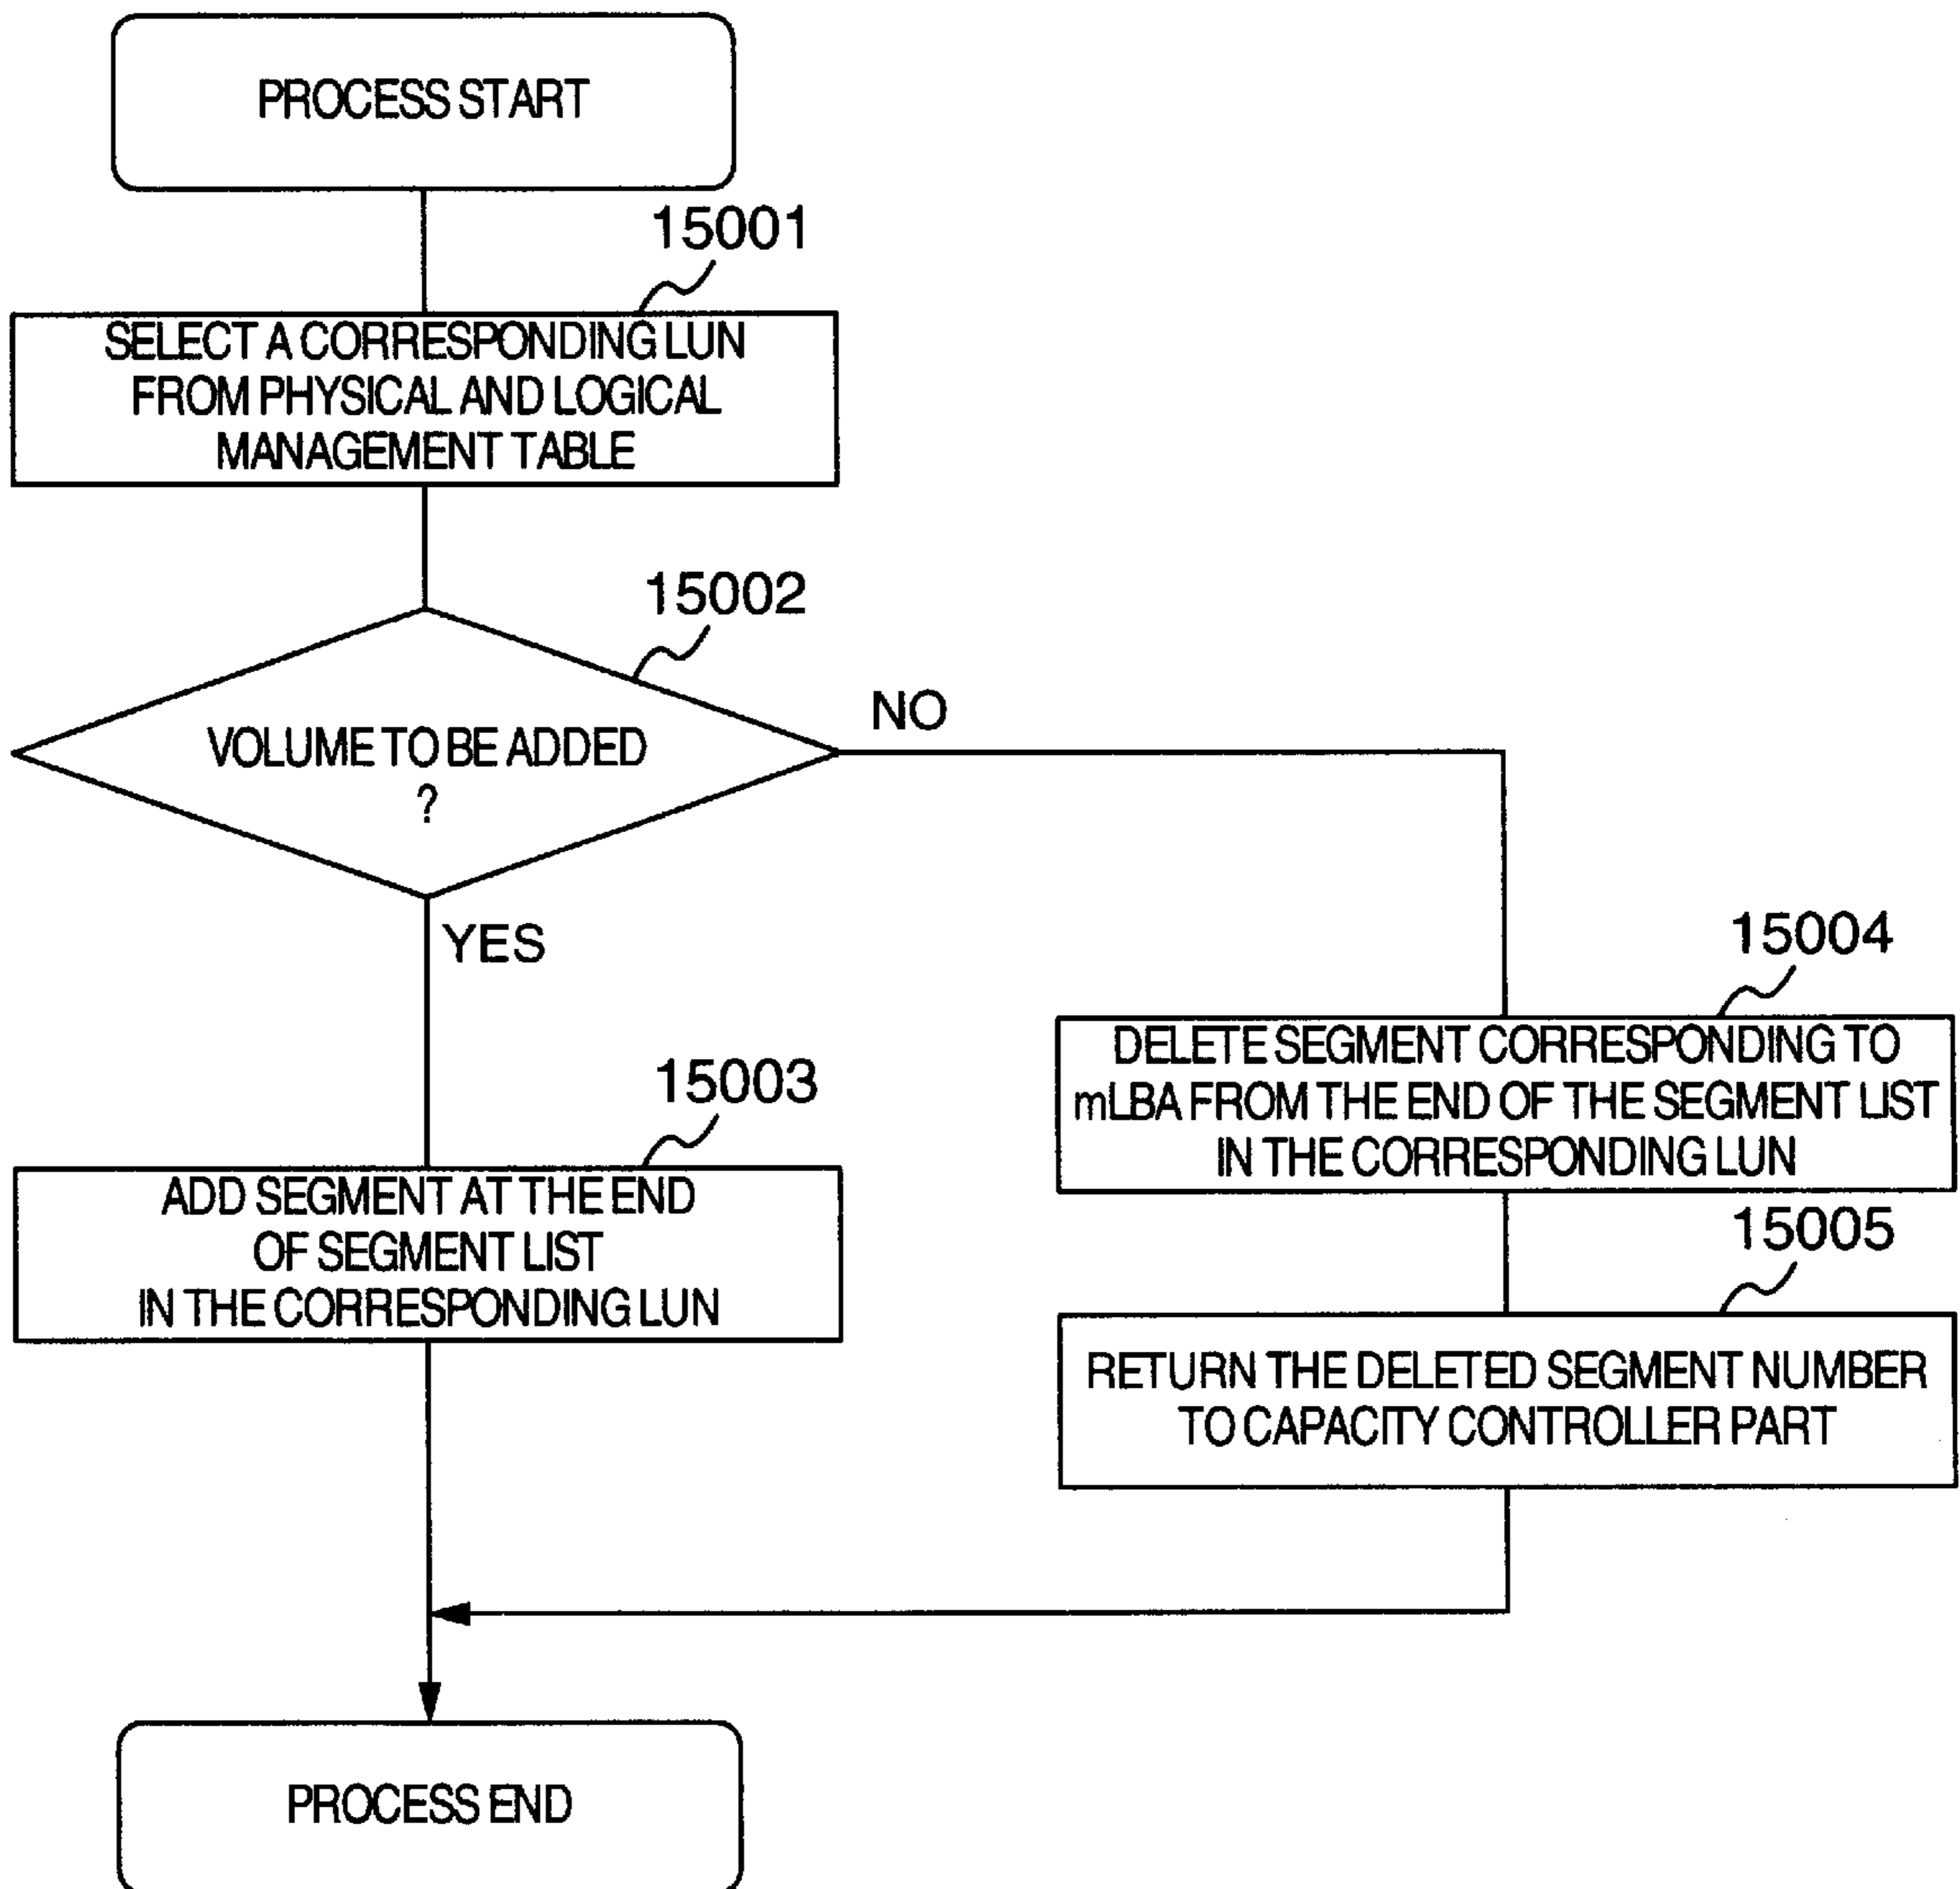 PROCESS START
15001
SELECT A CORRESPONDING LUN
FROM PHYSICAL AND LOGICAL
MANAGEMENT TABLE
15002
VOLUME TO BE ADDED
?
NO
YES
15003
ADD SEGMENT AT THE END
OF SEGMENT LIST
IN THE CORRESPONDING LUN
15004
DELETE SEGMENT CORRESPONDING TO
mLBA FROM THE END OF THE SEGMENT LIST
IN THE CORRESPONDING LUN
15005
RETURN THE DELETED SEGMENT NUMBER
TO CAPACITY CONTROLLER PART
PROCESS END